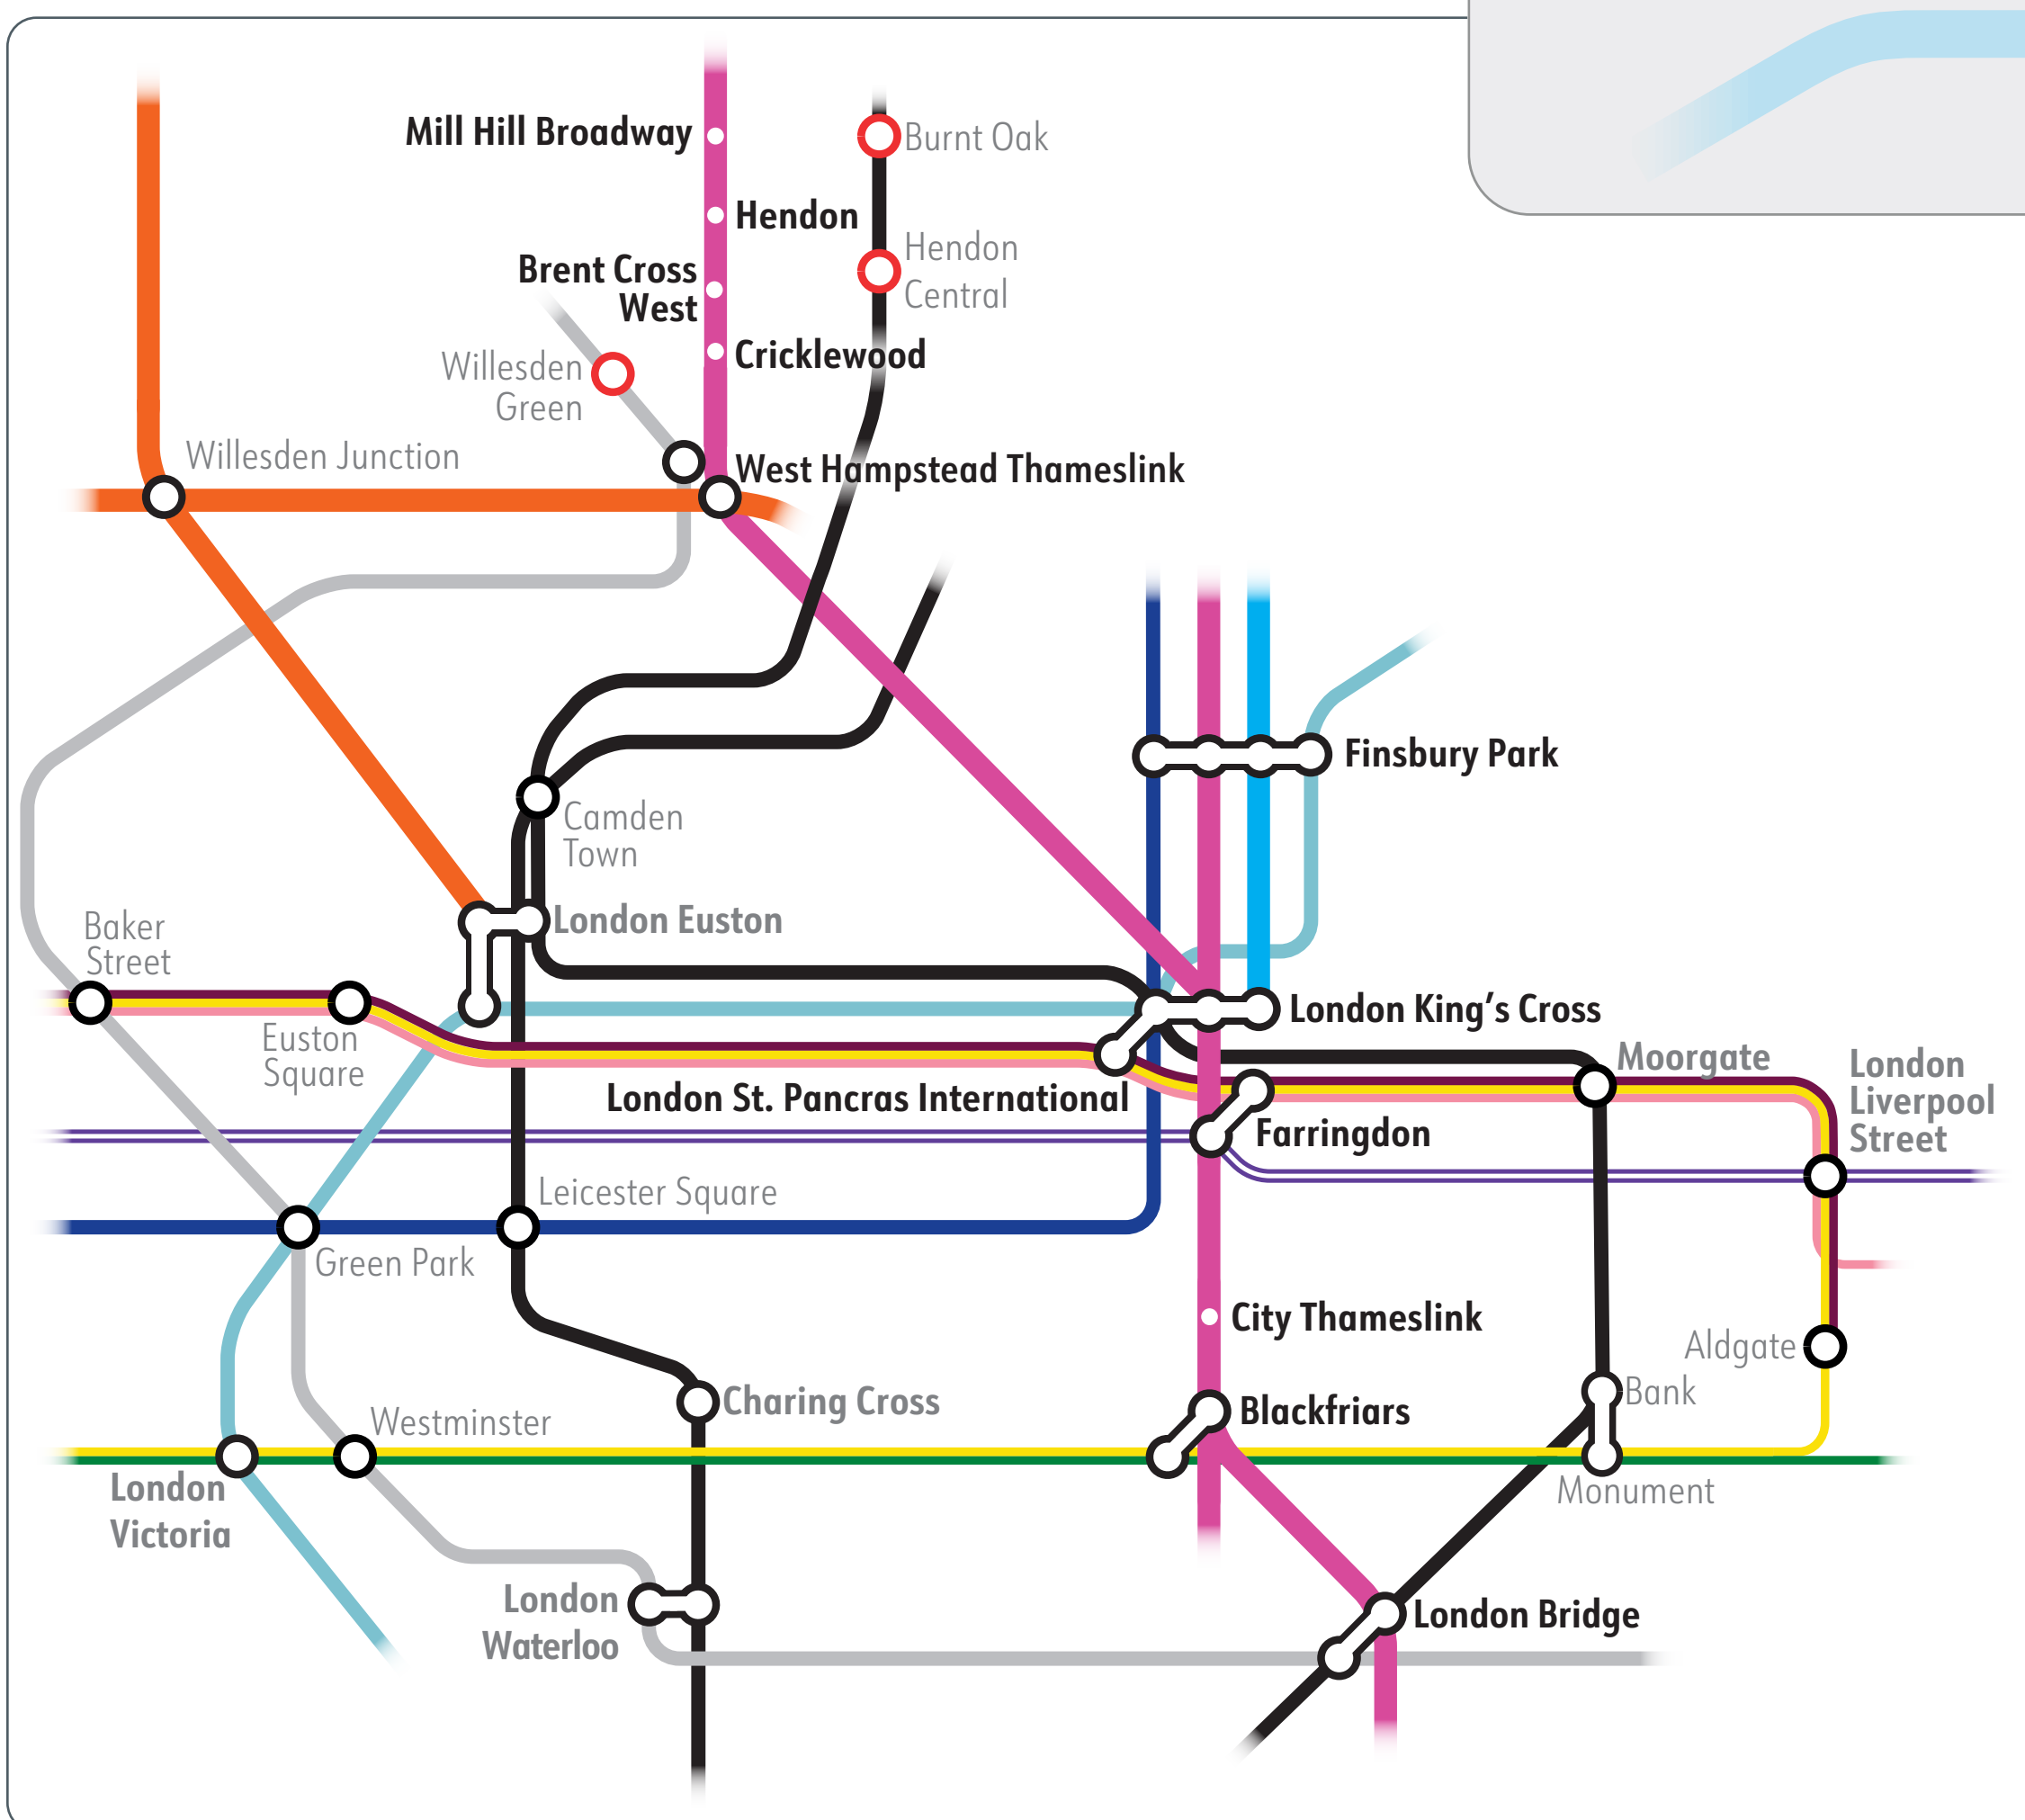 Mill Hill Broadway
Burnt Oak
Hendon
Hendon
Central
Brent Cross
West
Cricklewood
Willesden
Green
Willesden Junction
West Hampstead Thameslink
Finsbury Park
Camden
Town
London Euston
Baker
Street
Euston
Square
London King's Cross
London St. Pancras International
Moorgate
London
Liverpool
Street
Farringdon
Leicester Square
Green Park
City Thameslink
Aldgate
Bank
Charing Cross
Blackfriars
Westminster
Monument
London
Victoria
London
Waterloo
London Bridge